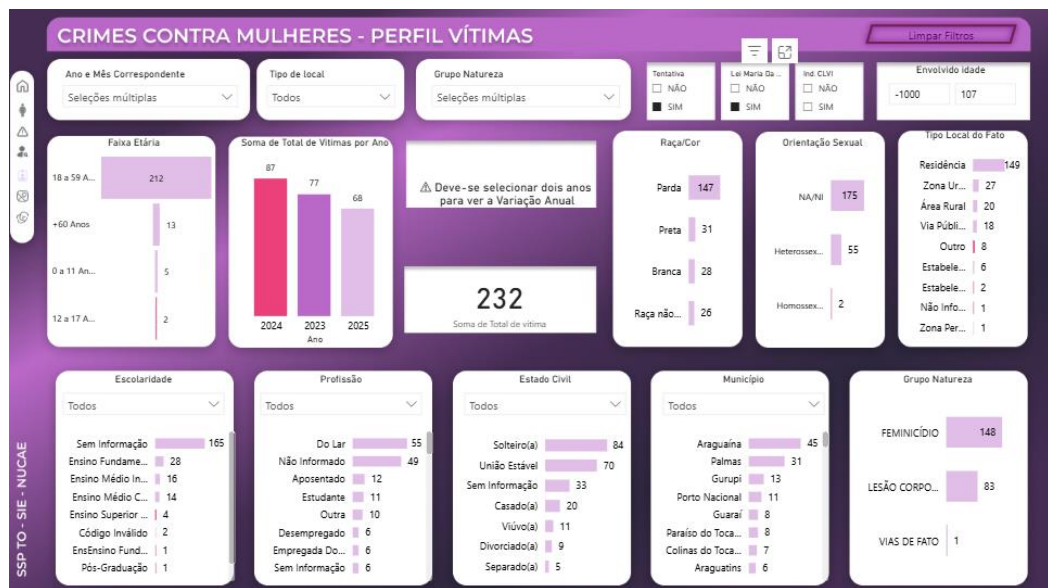 CRIMES CONTRA MULHERES - PERFIL VÍTIMAS
Limpar Filtros
Ano e Mês Correspondente
Seleções múltiplas
Tipo de local
Todos
Grupo Natureza
Seleções múltiplas
Tentativa
NÃO
SIM
Lei Maria Da ...
NÃO
SIM
Ind. CLVI
NÃO
SIM
Envolvido idade
-1000 107
Faixa Etária
18 a 59 A... 212
+60 Anos 13
0 a 11 An... 5
12 a 17 A... 2
Soma de Total de Vitimas por Ano
87
77
68
2024 2023 2025
Ano
Deve-se selecionar dois anos
para ver a Variação Anual
232
Soma de Total de vitima
Raça/Cor
Parda 147
Preta 31
Branca 28
Raça não... 26
Orientação Sexual
NA/NI 175
Heterossex... 55
Homossex... 2
Tipo Local do Fato
Residência 149
Zona Ur... 27
Área Rural 20
Via Públi... 18
Outro 8
Estabele... 6
Estabele... 2
Não Info... 1
Zona Per... 1
Escolaridade
Todos
Sem Informação 165
Ensino Fundame... 28
Ensino Médio In... 16
Ensino Médio C... 14
Ensino Superior ... 4
Código Inválido 2
EnsEnsino Fund... 1
Pós-Graduação 1
Profissão
Todos
Do Lar 55
Não Informado 49
Aposentado 12
Estudante 11
Outra 10
Desempregado 6
Empregada Do... 6
Sem Informação 6
Estado Civil
Todos
Solteiro(a) 84
União Estável 70
Sem Informação 33
Casado(a) 20
Viúvo(a) 11
Divorciado(a) 9
Separado(a) 5
Município
Todos
Araguaína 45
Palmas 31
Gurupi 13
Porto Nacional 11
Guaraí 8
Paraíso do Toca... 8
Colinas do Toca... 7
Araguatins 6
Grupo Natureza
FEMINICÍDIO 148
LESÃO CORPO... 83
VIAS DE FATO 1
SSP TO - SIE - NUCAE